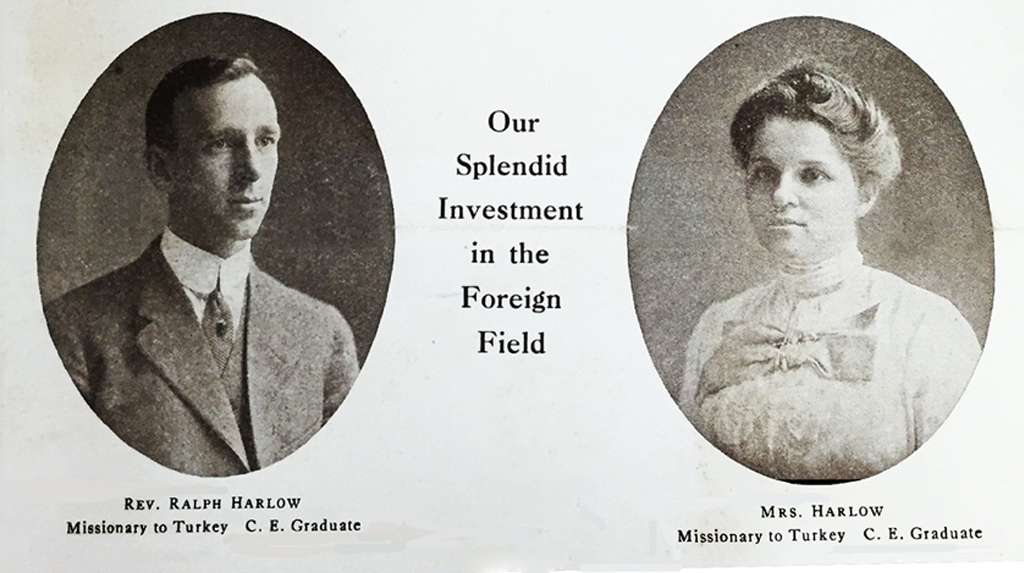 Our
Splendid
Investment
in the
Foreign
Field
REV. RALPH HARLOW
Missionary to Turkey C. E. Graduate
MRS. HARLOW
Missionary to Turkey C. E. Graduate